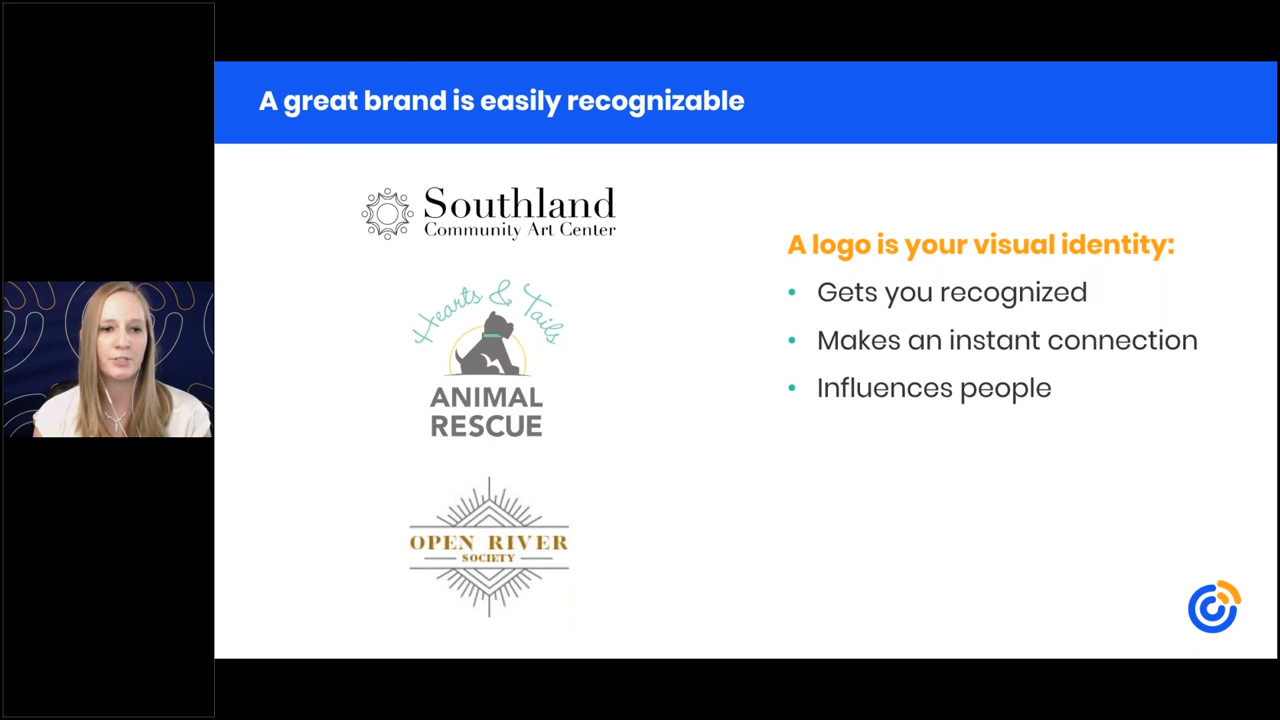 A great brand is easily recognizable
Southland
Community Art Center
Hearts & Tails
ANIMAL
RESCUE
OPEN RIVER
SOCIETY
A logo is your visual identity:
• Gets you recognized
• Makes an instant connection
• Influences people